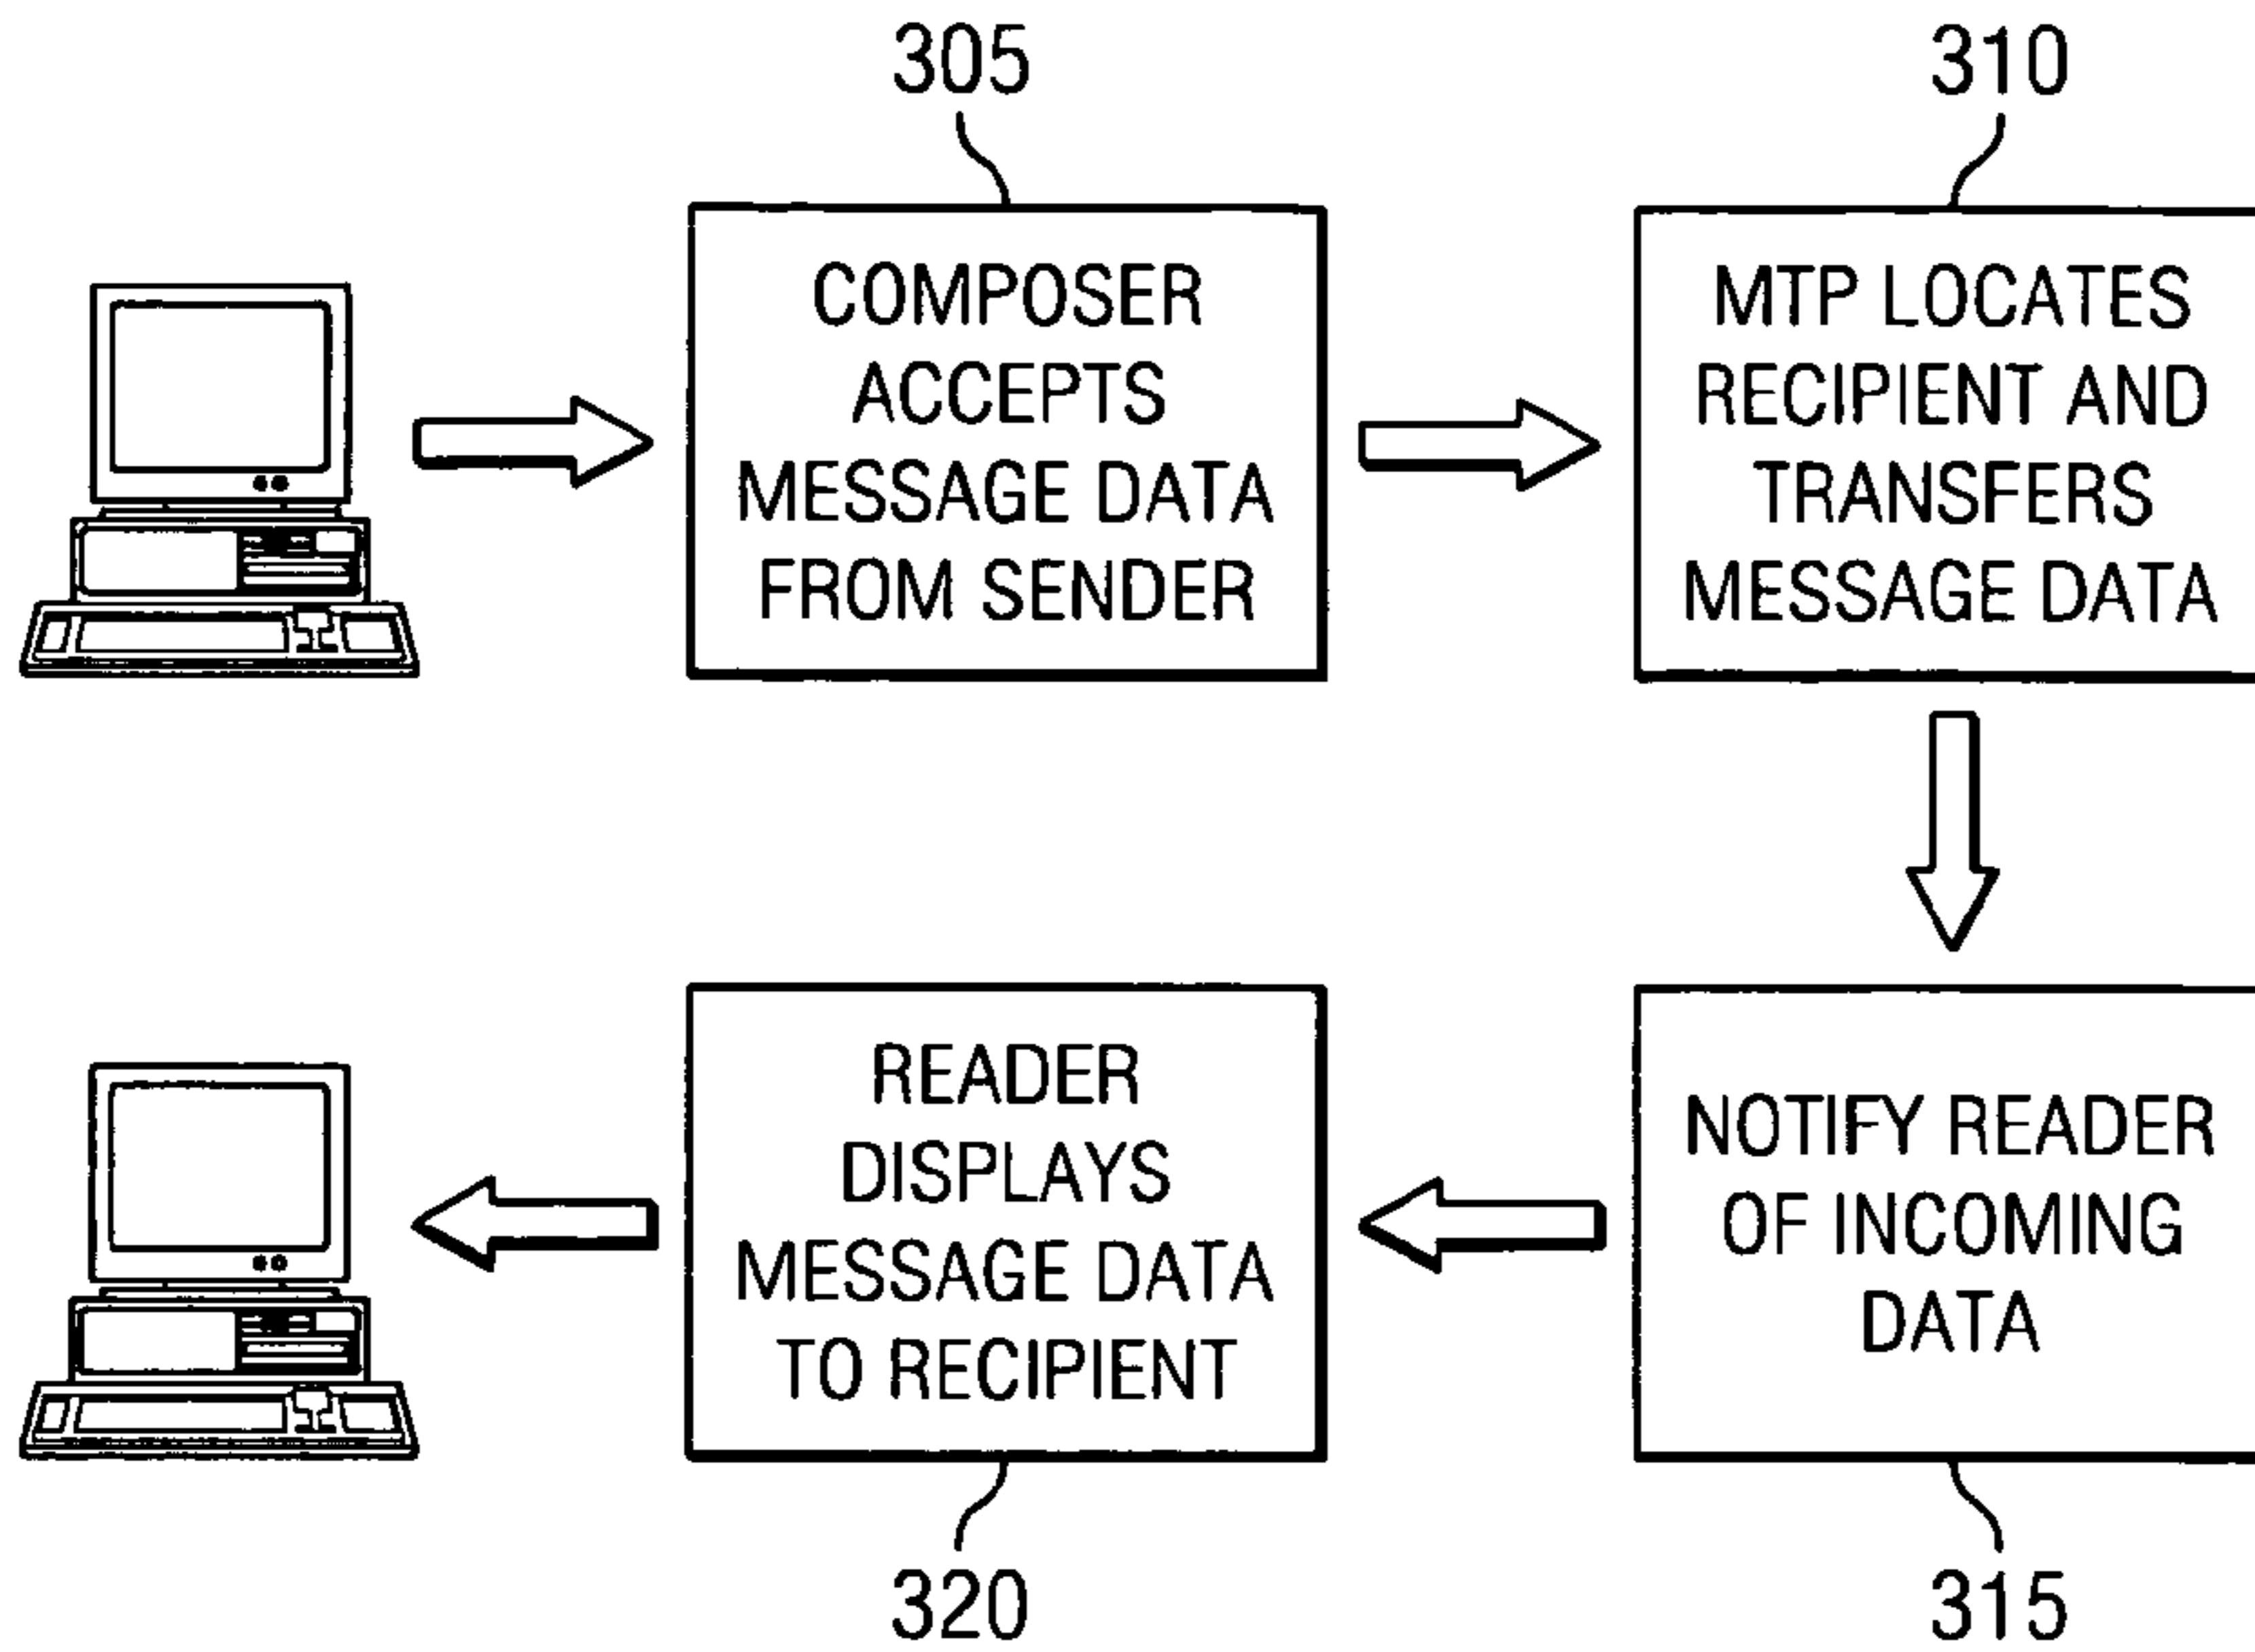 305
COMPOSER
ACCEPTS
MESSAGE DATA
FROM SENDER
310
MTP LOCATES
RECIPIENT AND
TRANSFERS
MESSAGE DATA
NOTIFY READER
OF INCOMING
DATA
315
READER
DISPLAYS
MESSAGE DATA
TO RECIPIENT
320